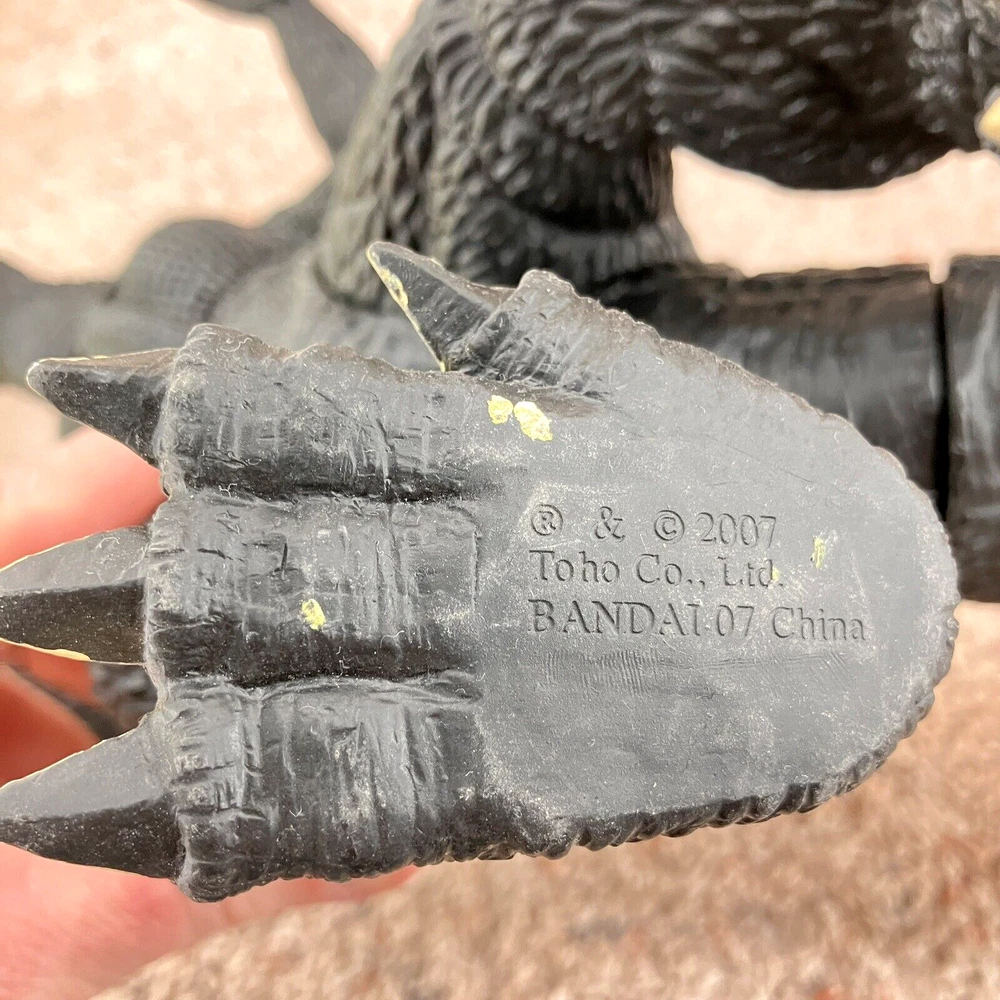 ® & © 2007
Toho Co., Ltd.
BANDAI 07 China